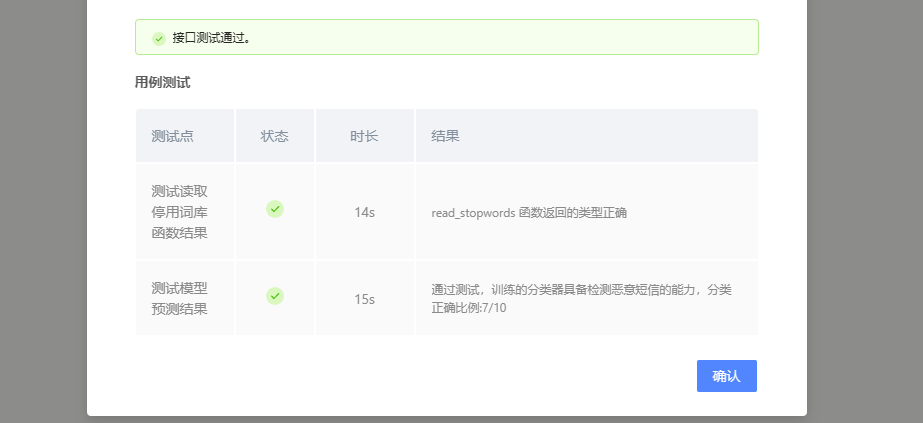 接口测试通过。
用例测试
测试点 状态 时长 结果
测试读取
停用词库
函数结果
14s
read_stopwords 函数返回的类型正确
测试模型
预测结果
15s
通过测试，训练的分类器具备检测恶意短信的能力，分类
正确比例:7/10
确认